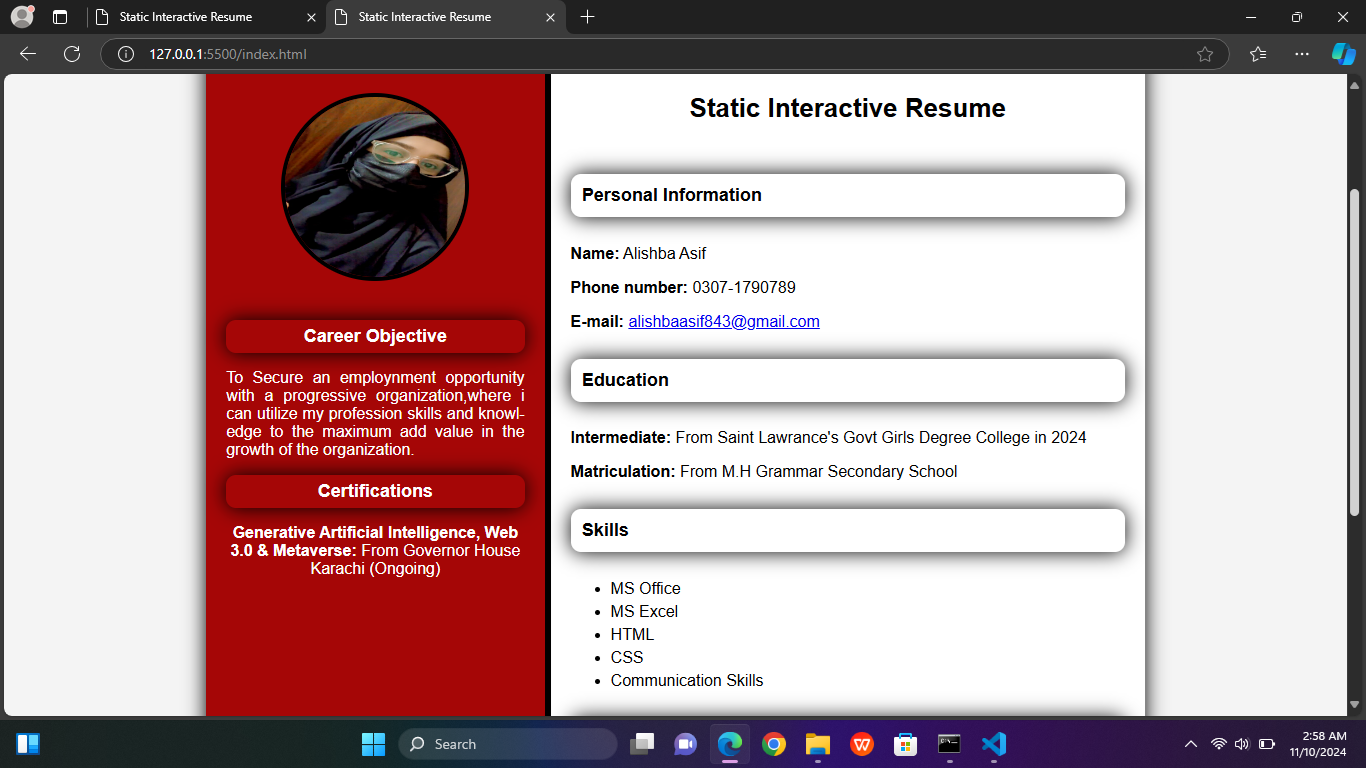 Static Interactive Resume
Static Interactive Resume
127.0.0.1:5500/index.html
Career Objective
To Secure an employnment opportunity
with a progressive organization,where i
can utilize my profession skills and knowl-
edge to the maximum add value in the
growth of the organization.
Certifications
Generative Artificial Intelligence, Web
3.0 & Metaverse: From Governor House
Karachi (Ongoing)
Static Interactive Resume
Personal Information
Name: Alishba Asif
Phone number: 0307-1790789
E-mail: alishbaasif843@gmail.com
Education
Intermediate: From Saint Lawrance's Govt Girls Degree College in 2024
Matriculation: From M.H Grammar Secondary School
Skills
• MS Office
• MS Excel
• HTML
• CSS
• Communication Skills
Search
2:58 AM
11/10/2024